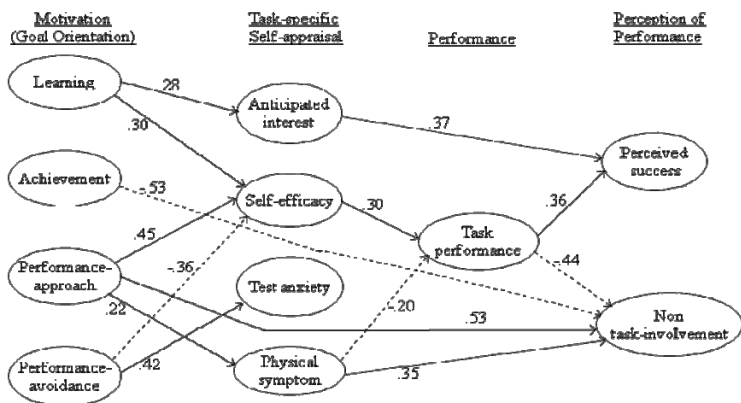 Motivation
(Goal Orientation)
Task-specific
Self-appraisal
Performance
Perception of
Performance
Learning
.28
Anticipated
interest
.30
.37
Perceived
success
Achievement
-.53
Self-efficacy
.30
.36
.45
Task
performance
-.44
Performance-
approach
-.36
Test anxiety
.22
-.20
.53
Non
task-involvement
Performance-
avoidance
.42
Physical
symptom
.35